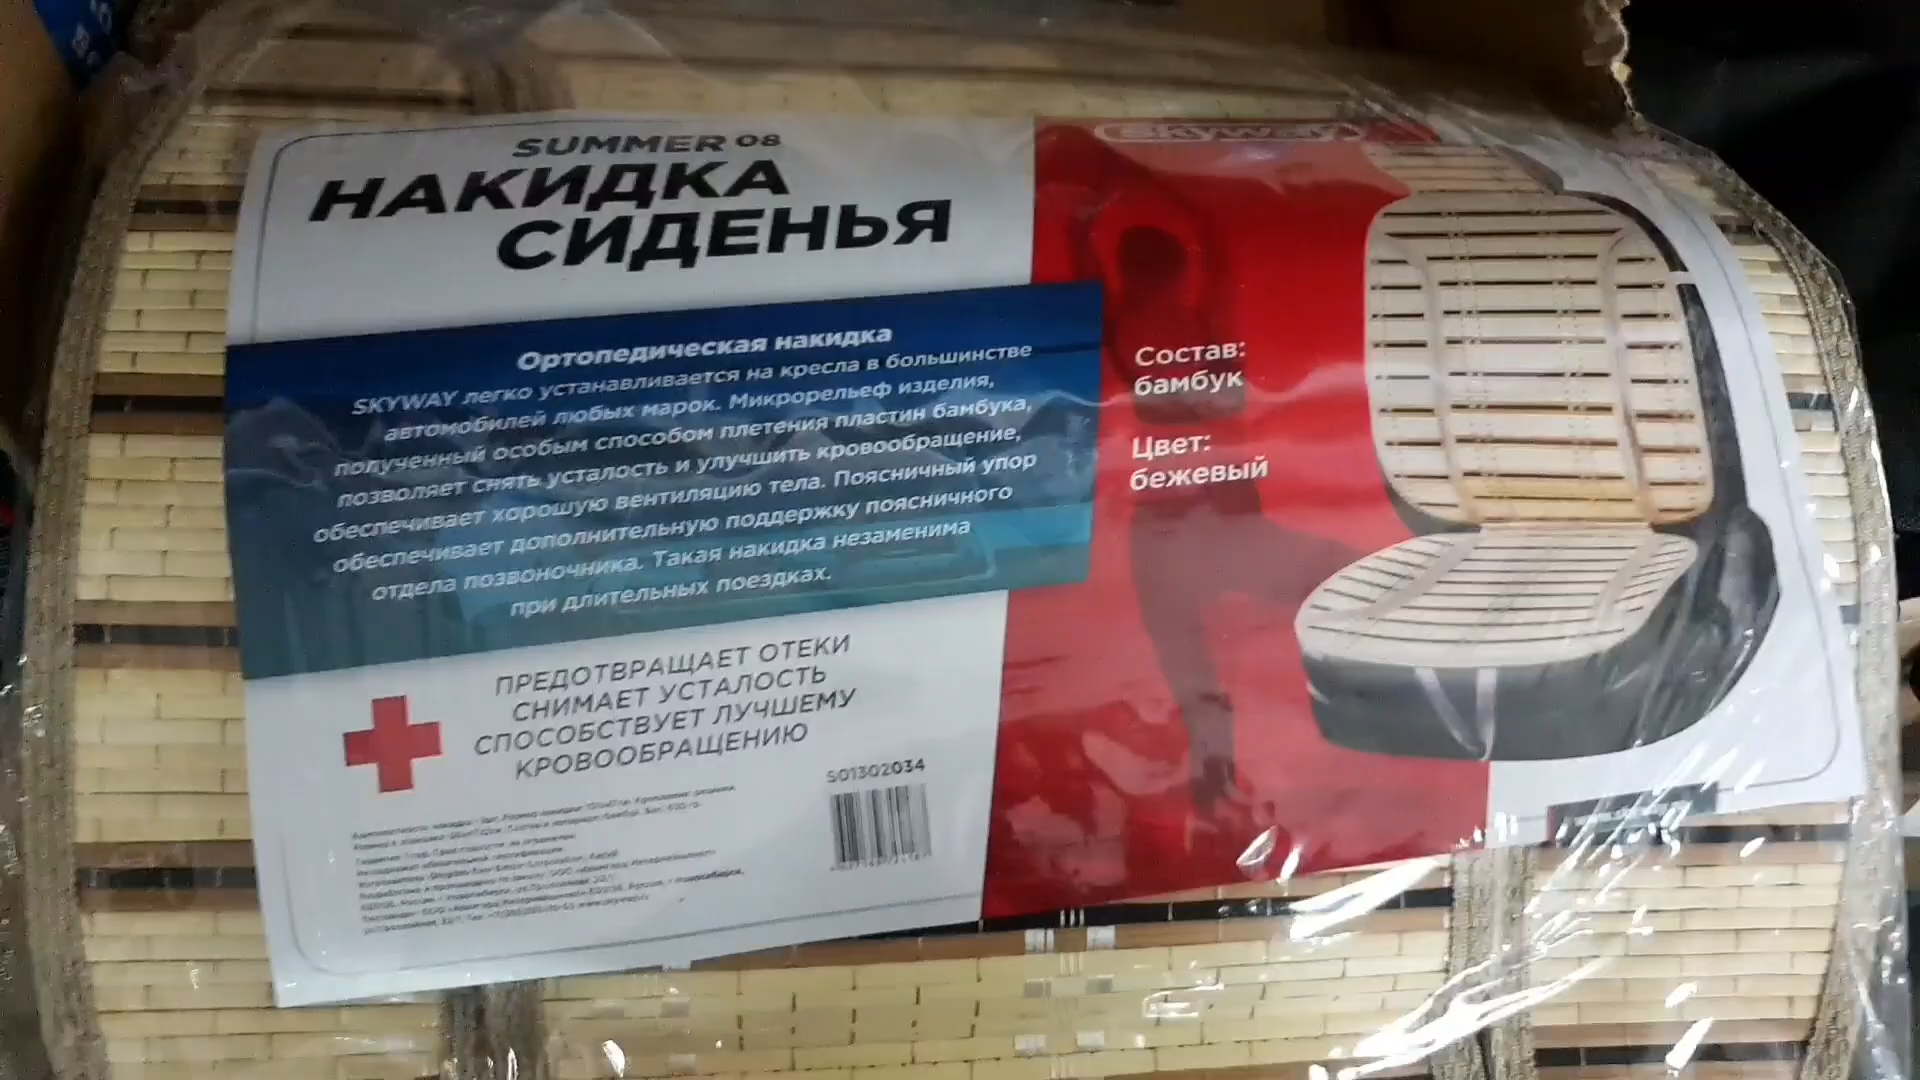 SUMMER 08
НАКИДКА
СИДЕНЬЯ
Ортопедическая накидка
SKYWAY легко устанавливается на кресла в большинстве
автомобилей любых марок. Микрорельеф изделия,
полученный особым способом плетения пластин бамбука,
позволяет снять усталость и улучшить кровообращение,
обеспечивает хорошую вентиляцию тела. Поясничный упор
обеспечивает дополнительную поддержку поясничного
отдела позвоночника. Такая накидка незаменима
при длительных поездках.
ПРЕДОТВРАЩАЕТ ОТЕКИ
СНИМАЕТ УСТАЛОСТЬ
СПОСОБСТВУЕТ ЛУЧШЕМУ
КРОВООБРАЩЕНИЮ
S01302034
skyway
Состав:
бамбук
Цвет:
бежевый